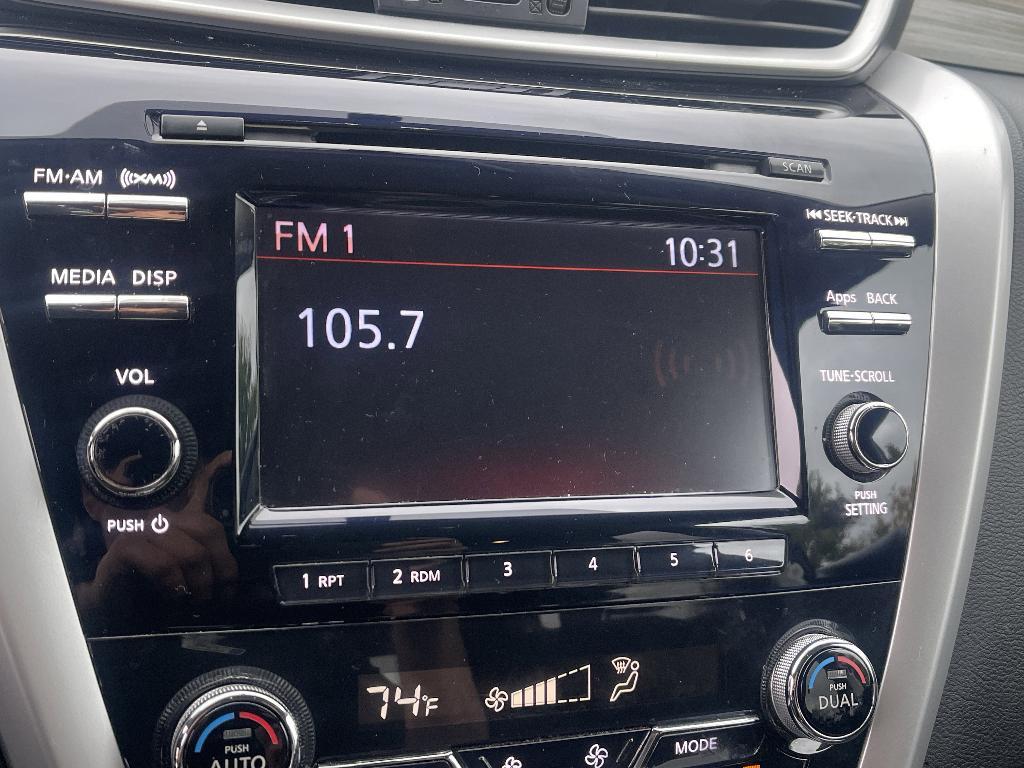 SCAN
FM·AM ((XM))
SEEK·TRACK
FM 1 10:31
MEDIA DISP
Apps BACK
105.7
VOL
TUNE·SCROLL
PUSH
PUSH
SETTING
1 RPT 2 RDM 3 4 5 6
74°F
PUSH
DUAL
PUSH
AUTO
MODE